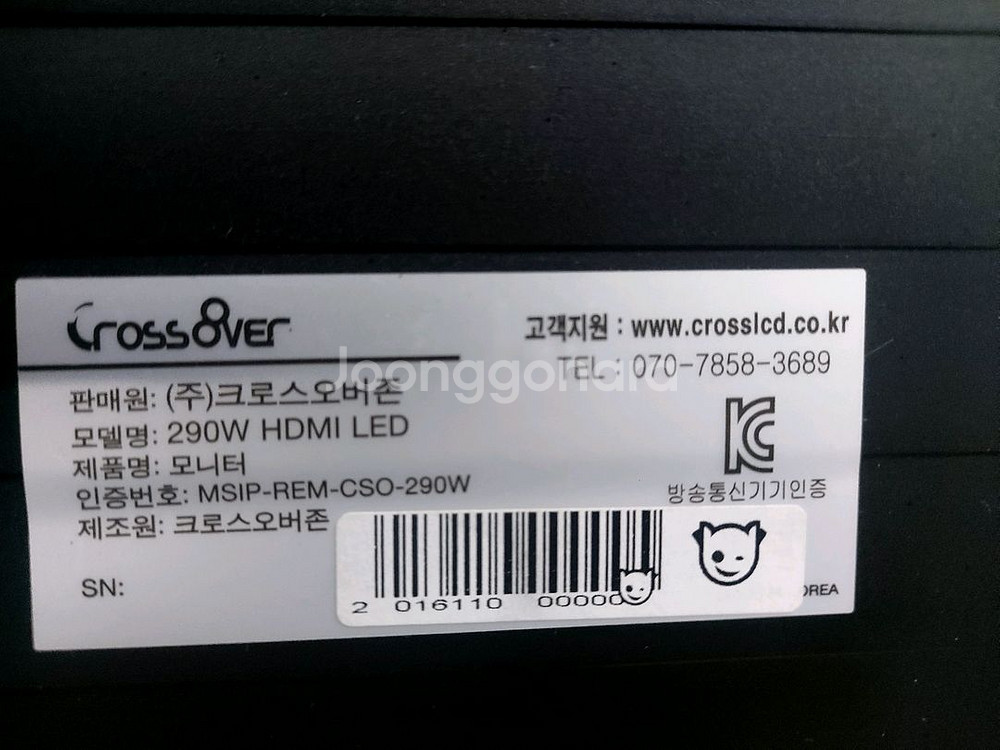 CrossOver
고객지원 : www.crosslcd.co.kr
TEL : 070-7858-3689
Joonggonara
판매원: (주)크로스오버존
모델명: 290W HDMI LED
제품명: 모니터
인증번호: MSIP-REM-CSO-290W
제조원: 크로스오버존
방송통신기기인증
SN:
2 016110 00000